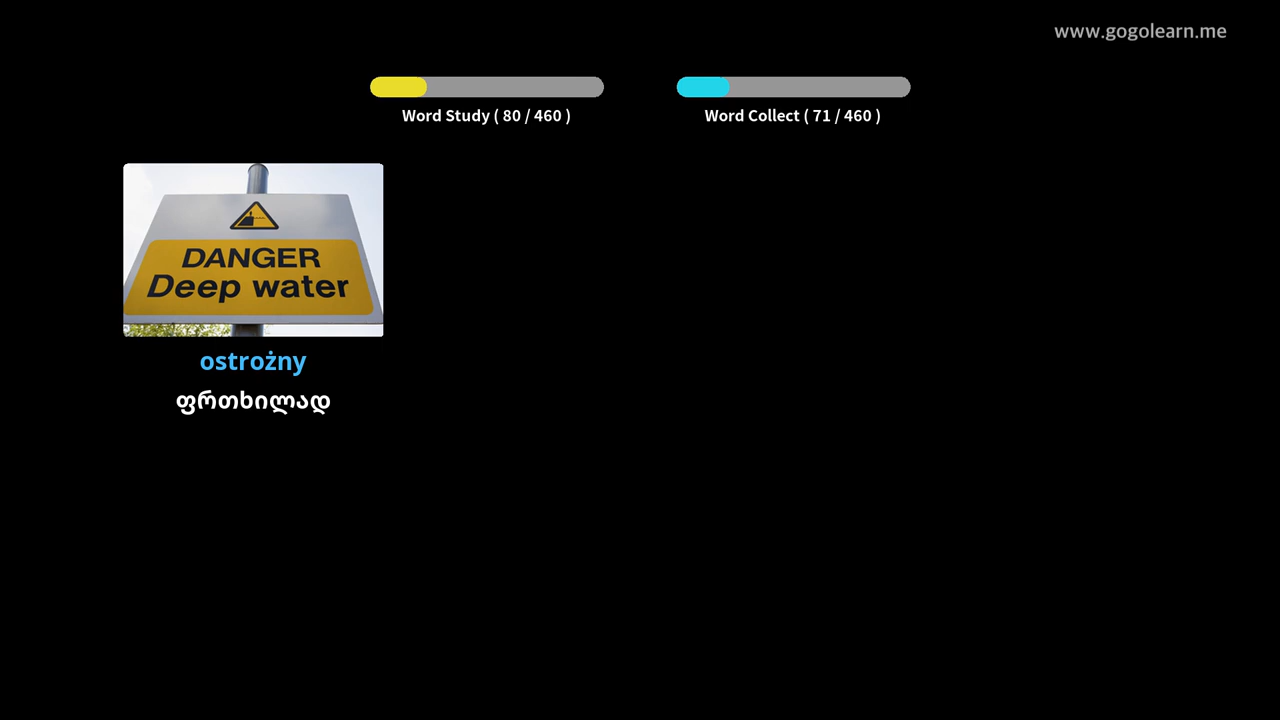 www.gogolearn.me
Word Study ( 80 / 460 )
Word Collect ( 71 / 460 )
DANGER
Deep water
ostrożny
ფრთხილად